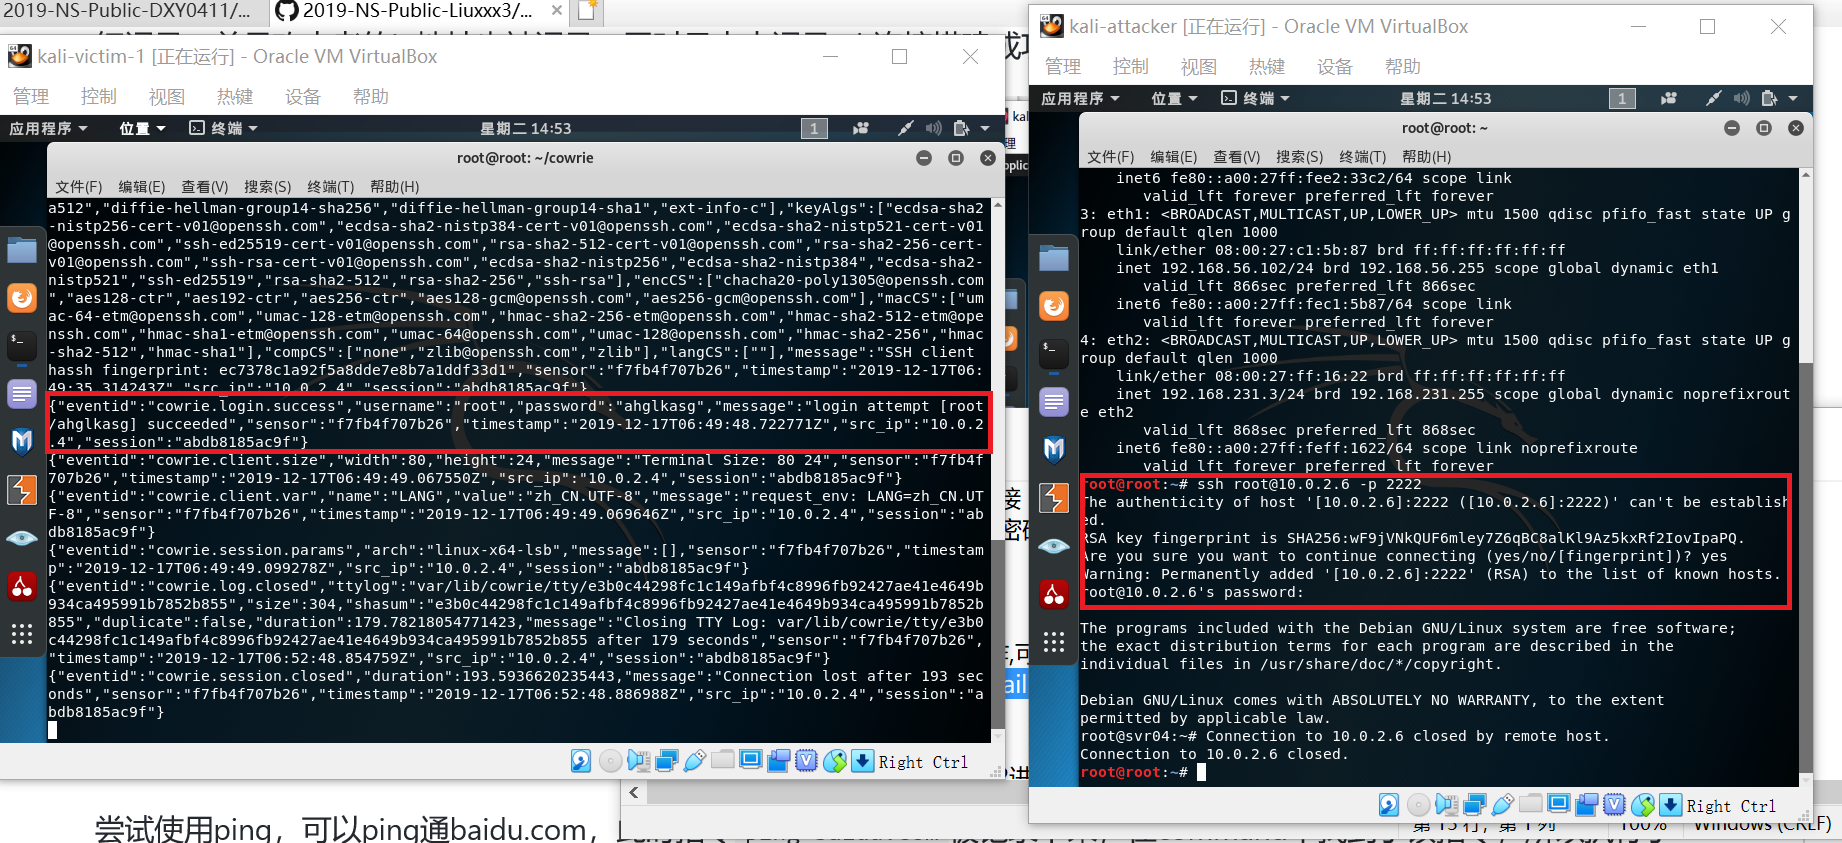 2019-NS-Public-DXY0411/...
2019-NS-Public-Liuxxx3/...
kali-victim-1 [正在运行] - Oracle VM VirtualBox
管理 控制 视图 热键 设备 帮助
应用程序 位置 终端 星期二 14:53 1
root@root: ~/cowrie
文件(F) 编辑(E) 查看(V) 搜索(S) 终端(T) 帮助(H)
a512","diffie-hellman-group14-sha256","diffie-hellman-group14-sha1","ext-info-c"],"keyAlgs":["ecdsa-sha2
-nistp256-cert-v01@openssh.com","ecdsa-sha2-nistp384-cert-v01@openssh.com","ecdsa-sha2-nistp521-cert-v01
@openssh.com","ssh-ed25519-cert-v01@openssh.com","rsa-sha2-512-cert-v01@openssh.com","rsa-sha2-256-cert-
v01@openssh.com","ssh-rsa-cert-v01@openssh.com","ecdsa-sha2-nistp256","ecdsa-sha2-nistp384","ecdsa-sha2-
nistp521","ssh-ed25519","rsa-sha2-512","rsa-sha2-256","ssh-rsa"],"encCS":["chacha20-poly1305@openssh.com
","aes128-ctr","aes192-ctr","aes256-ctr","aes128-gcm@openssh.com","aes256-gcm@openssh.com"],"macCS":["um
ac-64-etm@openssh.com","umac-128-etm@openssh.com","hmac-sha2-256-etm@openssh.com","hmac-sha2-512-etm@ope
nssh.com","hmac-sha1-etm@openssh.com","umac-64@openssh.com","umac-128@openssh.com","hmac-sha2-256","hmac
-sha2-512","hmac-sha1"],"compCS":["none","zlib@openssh.com","zlib"],"langCS":[""],"message":"SSH client
hassh fingerprint: ec7378c1a92f5a8dde7e8b7a1ddf33d1","sensor":"f7fb4f707b26","timestamp":"2019-12-17T06:
49:35.314243Z","src_ip":"10.0.2.4","session":"abdb8185ac9f"}
{"eventid":"cowrie.login.success","username":"root","password":"ahglkasg","message":"login attempt [root
/ahglkasg] succeeded","sensor":"f7fb4f707b26","timestamp":"2019-12-17T06:49:48.722771Z","src_ip":"10.0.2
.4","session":"abdb8185ac9f"}
{"eventid":"cowrie.client.size","width":80,"height":24,"message":"Terminal Size: 80 24","sensor":"f7fb4f
707b26","timestamp":"2019-12-17T06:49:49.067550Z","src_ip":"10.0.2.4","session":"abdb8185ac9f"}
{"eventid":"cowrie.client.var","name":"LANG","value":"zh_CN.UTF-8","message":"request_env: LANG=zh_CN.UT
F-8","sensor":"f7fb4f707b26","timestamp":"2019-12-17T06:49:49.069646Z","src_ip":"10.0.2.4","session":"ab
db8185ac9f"}
{"eventid":"cowrie.session.params","arch":"linux-x64-lsb","message":[],"sensor":"f7fb4f707b26","timestam
p":"2019-12-17T06:49:49.099278Z","src_ip":"10.0.2.4","session":"abdb8185ac9f"}
{"eventid":"cowrie.log.closed","ttylog":"var/lib/cowrie/tty/e3b0c44298fc1c149afbf4c8996fb92427ae41e4649b
934ca495991b7852b855","size":304,"shasum":"e3b0c44298fc1c149afbf4c8996fb92427ae41e4649b934ca495991b7852b
855","duplicate":false,"duration":179.78218054771423,"message":"Closing TTY Log: var/lib/cowrie/tty/e3b0
c44298fc1c149afbf4c8996fb92427ae41e4649b934ca495991b7852b855 after 179 seconds","sensor":"f7fb4f707b26",
"timestamp":"2019-12-17T06:52:48.854759Z","src_ip":"10.0.2.4","session":"abdb8185ac9f"}
{"eventid":"cowrie.session.closed","duration":193.5936620235443,"message":"Connection lost after 193 sec
onds","sensor":"f7fb4f707b26","timestamp":"2019-12-17T06:52:48.886988Z","src_ip":"10.0.2.4","session":"a
bdb8185ac9f"}
Right Ctrl
kali-attacker [正在运行] - Oracle VM VirtualBox
管理 控制 视图 热键 设备 帮助
应用程序 位置 终端 星期二 14:53 1
root@root: ~
文件(F) 编辑(E) 查看(V) 搜索(S) 终端(T) 帮助(H)
inet6 fe80::a00:27ff:fee2:33c2/64 scope link
valid_lft forever preferred_lft forever
3: eth1: <BROADCAST,MULTICAST,UP,LOWER_UP> mtu 1500 qdisc pfifo_fast state UP g
roup default qlen 1000
link/ether 08:00:27:c1:5b:87 brd ff:ff:ff:ff:ff:ff
inet 192.168.56.102/24 brd 192.168.56.255 scope global dynamic eth1
valid_lft 866sec preferred_lft 866sec
inet6 fe80::a00:27ff:fec1:5b87/64 scope link
valid_lft forever preferred_lft forever
4: eth2: <BROADCAST,MULTICAST,UP,LOWER_UP> mtu 1500 qdisc pfifo_fast state UP g
roup default qlen 1000
link/ether 08:00:27:ff:16:22 brd ff:ff:ff:ff:ff:ff
inet 192.168.231.3/24 brd 192.168.231.255 scope global dynamic noprefixrout
e eth2
valid_lft 868sec preferred_lft 868sec
inet6 fe80::a00:27ff:feff:1622/64 scope link noprefixroute
valid_lft forever preferred_lft forever
root@root:~# ssh root@10.0.2.6 -p 2222
The authenticity of host '[10.0.2.6]:2222 ([10.0.2.6]:2222)' can't be establish
ed.
RSA key fingerprint is SHA256:wF9jVNkQUF6mley7Z6qBC8alKl9Az5kxRf2IovIpaPQ.
Are you sure you want to continue connecting (yes/no/[fingerprint])? yes
Warning: Permanently added '[10.0.2.6]:2222' (RSA) to the list of known hosts.
root@10.0.2.6's password:
The programs included with the Debian GNU/Linux system are free software;
the exact distribution terms for each program are described in the
individual files in /usr/share/doc/*/copyright.
Debian GNU/Linux comes with ABSOLUTELY NO WARRANTY, to the extent
permitted by applicable law.
root@svr04:~# Connection to 10.0.2.6 closed by remote host.
Connection to 10.0.2.6 closed.
root@root:~#
Right Ctrl
尝试使用ping，可以ping通baidu.com，
100% Windows (CRLF)